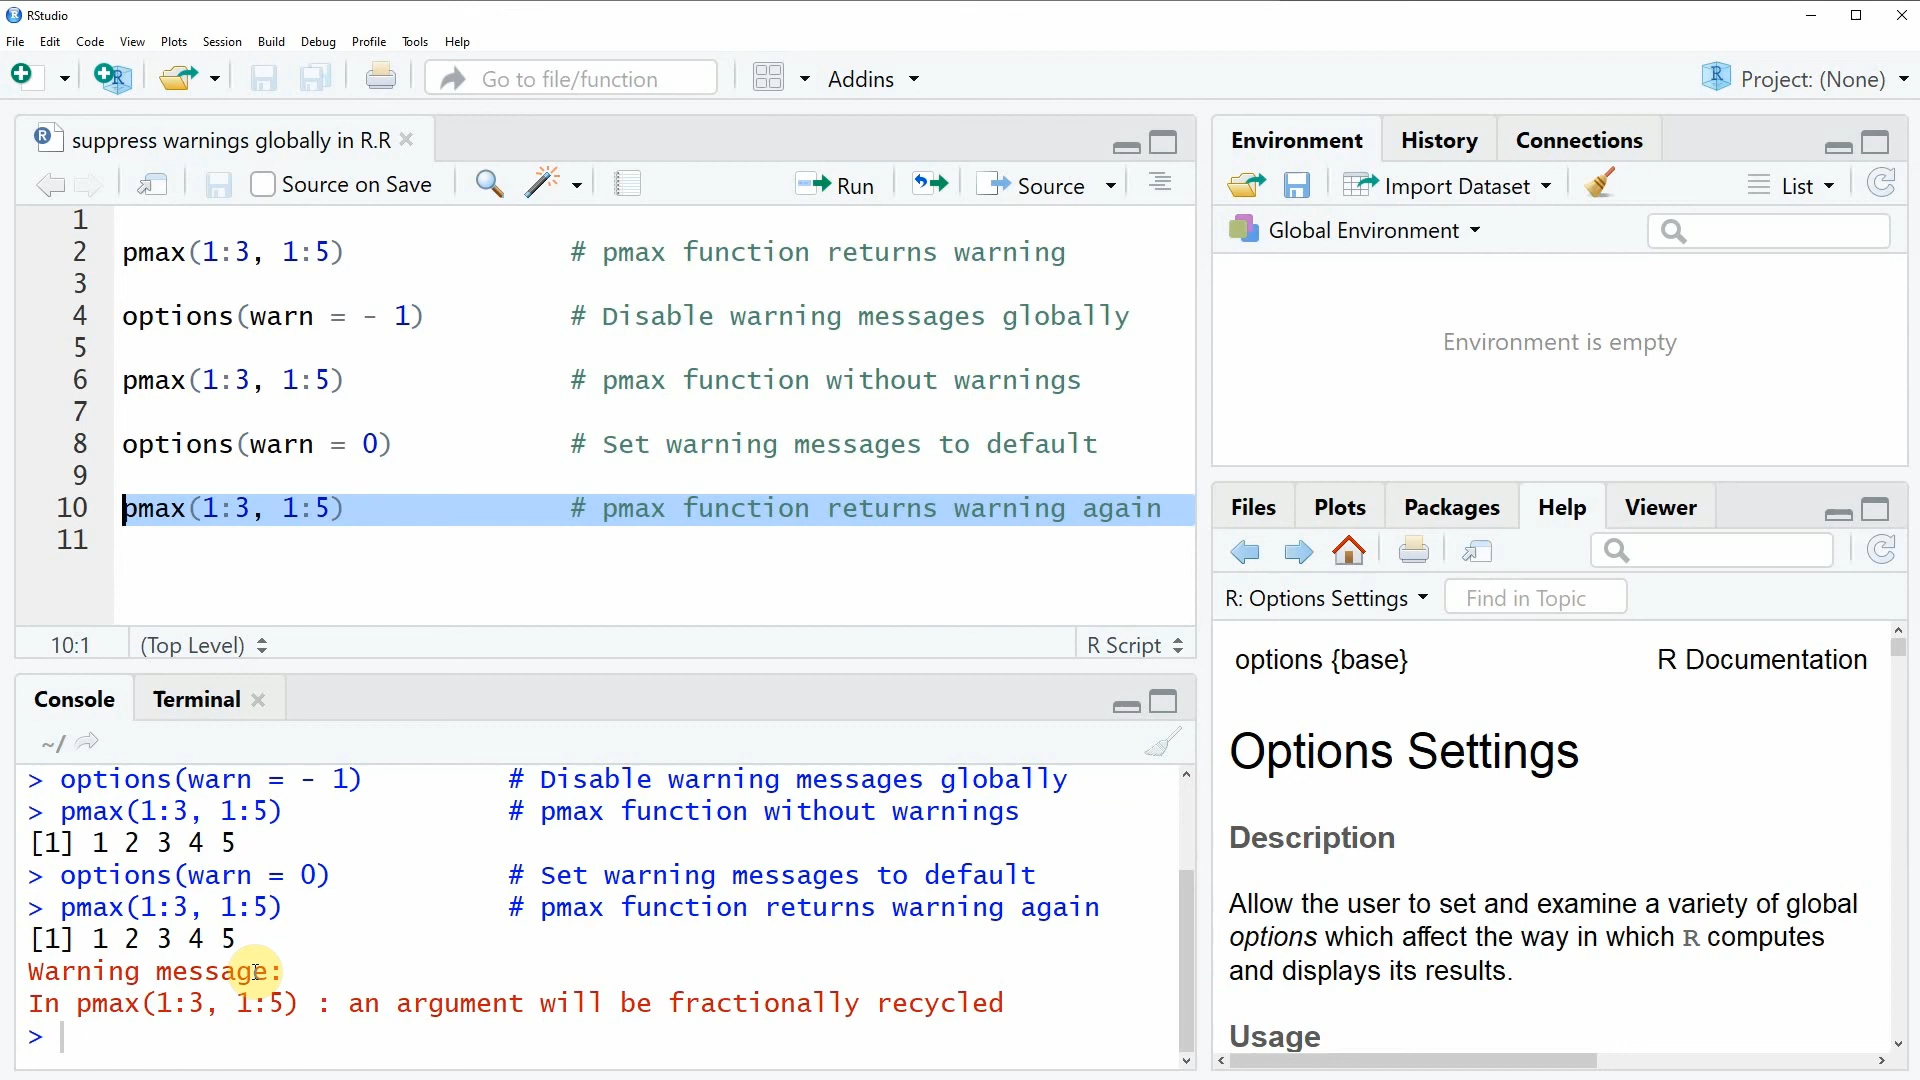 RStudio
File Edit Code View Plots Session Build Debug Profile Tools Help
Go to file/function Addins Project: (None)
suppress warnings globally in R.R
Source on Save Run Source
1
2 pmax(1:3, 1:5) # pmax function returns warning
3
4 options(warn = - 1) # Disable warning messages globally
5
6 pmax(1:3, 1:5) # pmax function without warnings
7
8 options(warn = 0) # Set warning messages to default
9
10 pmax(1:3, 1:5) # pmax function returns warning again
11
10:1 (Top Level) R Script
Console Terminal
~/
> options(warn = - 1) # Disable warning messages globally
> pmax(1:3, 1:5) # pmax function without warnings
[1] 1 2 3 4 5
> options(warn = 0) # Set warning messages to default
> pmax(1:3, 1:5) # pmax function returns warning again
[1] 1 2 3 4 5
Warning message:
In pmax(1:3, 1:5) : an argument will be fractionally recycled
>
Environment History Connections
Import Dataset List
Global Environment
Environment is empty
Files Plots Packages Help Viewer
R: Options Settings Find in Topic
options {base} R Documentation
Options Settings
Description
Allow the user to set and examine a variety of global
options which affect the way in which R computes
and displays its results.
Usage